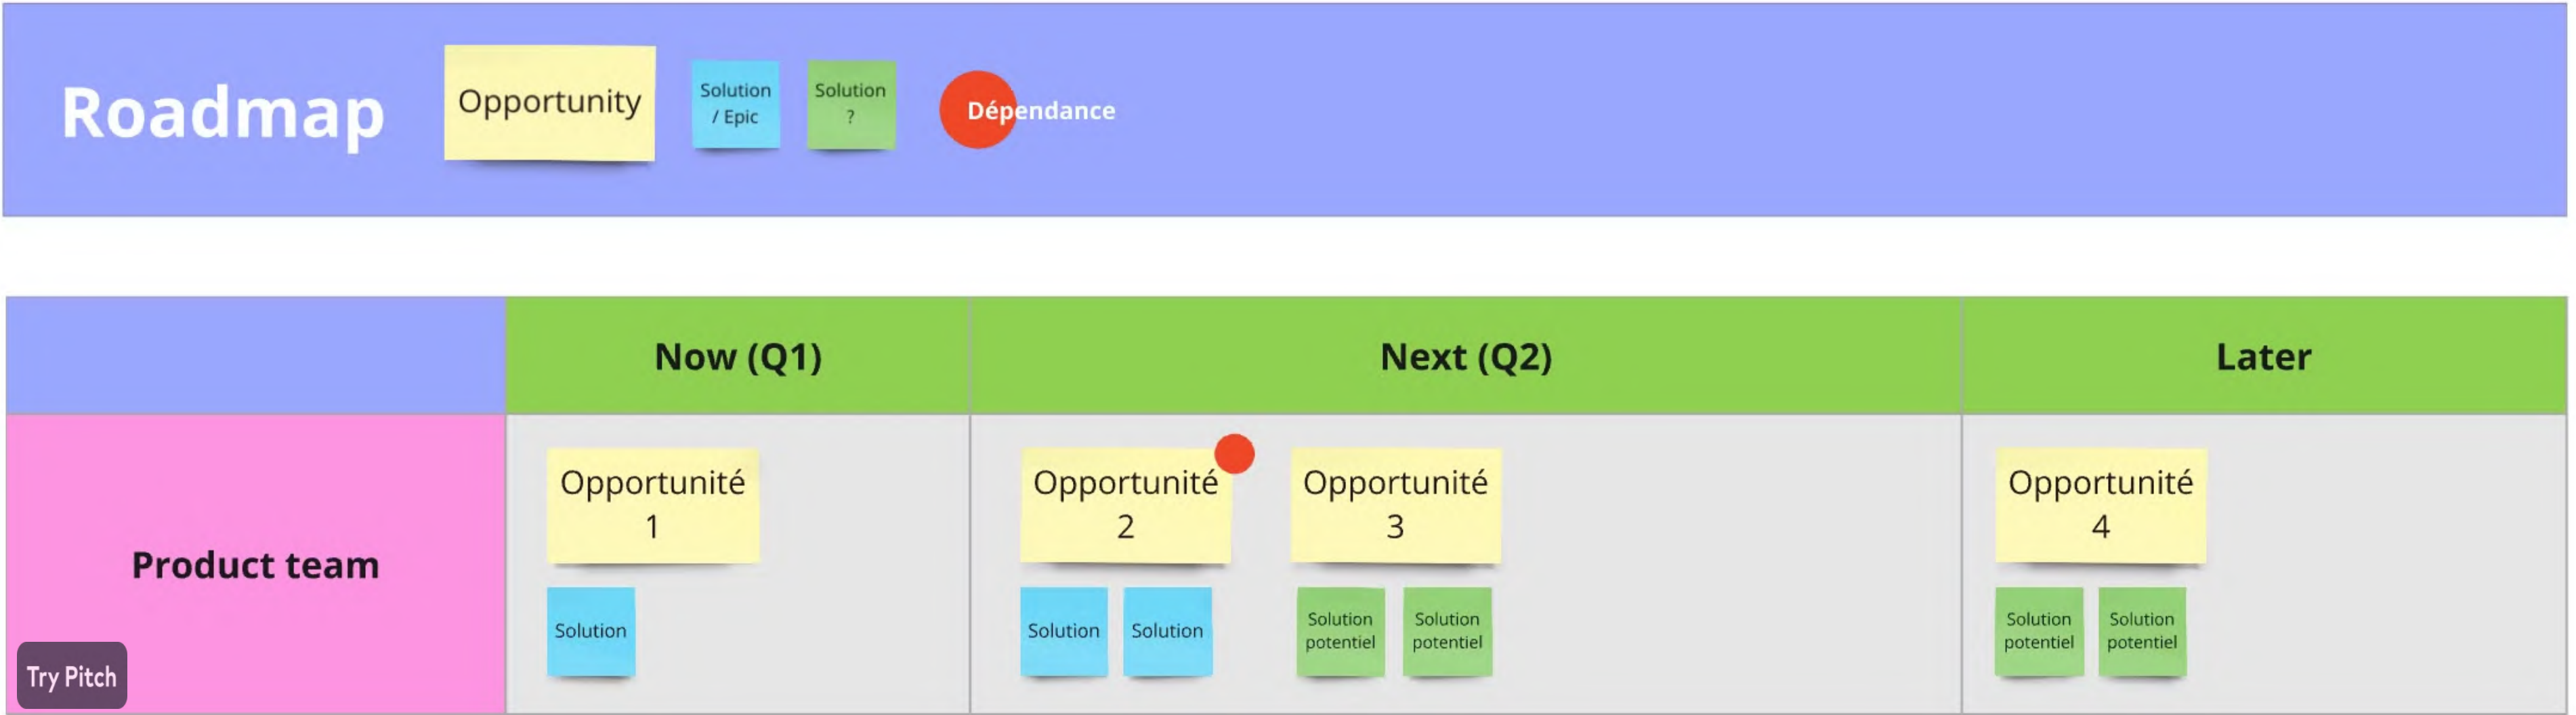 Roadmap
Opportunity
Solution
/ Epic
Solution
?
Dépendance
Now (Q1)
Next (Q2)
Later
Product team
Opportunité
1
Solution
Opportunité
2
Solution
Solution
Opportunité
3
Solution
potentiel
Solution
potentiel
Opportunité
4
Solution
potentiel
Solution
potentiel
Try Pitch